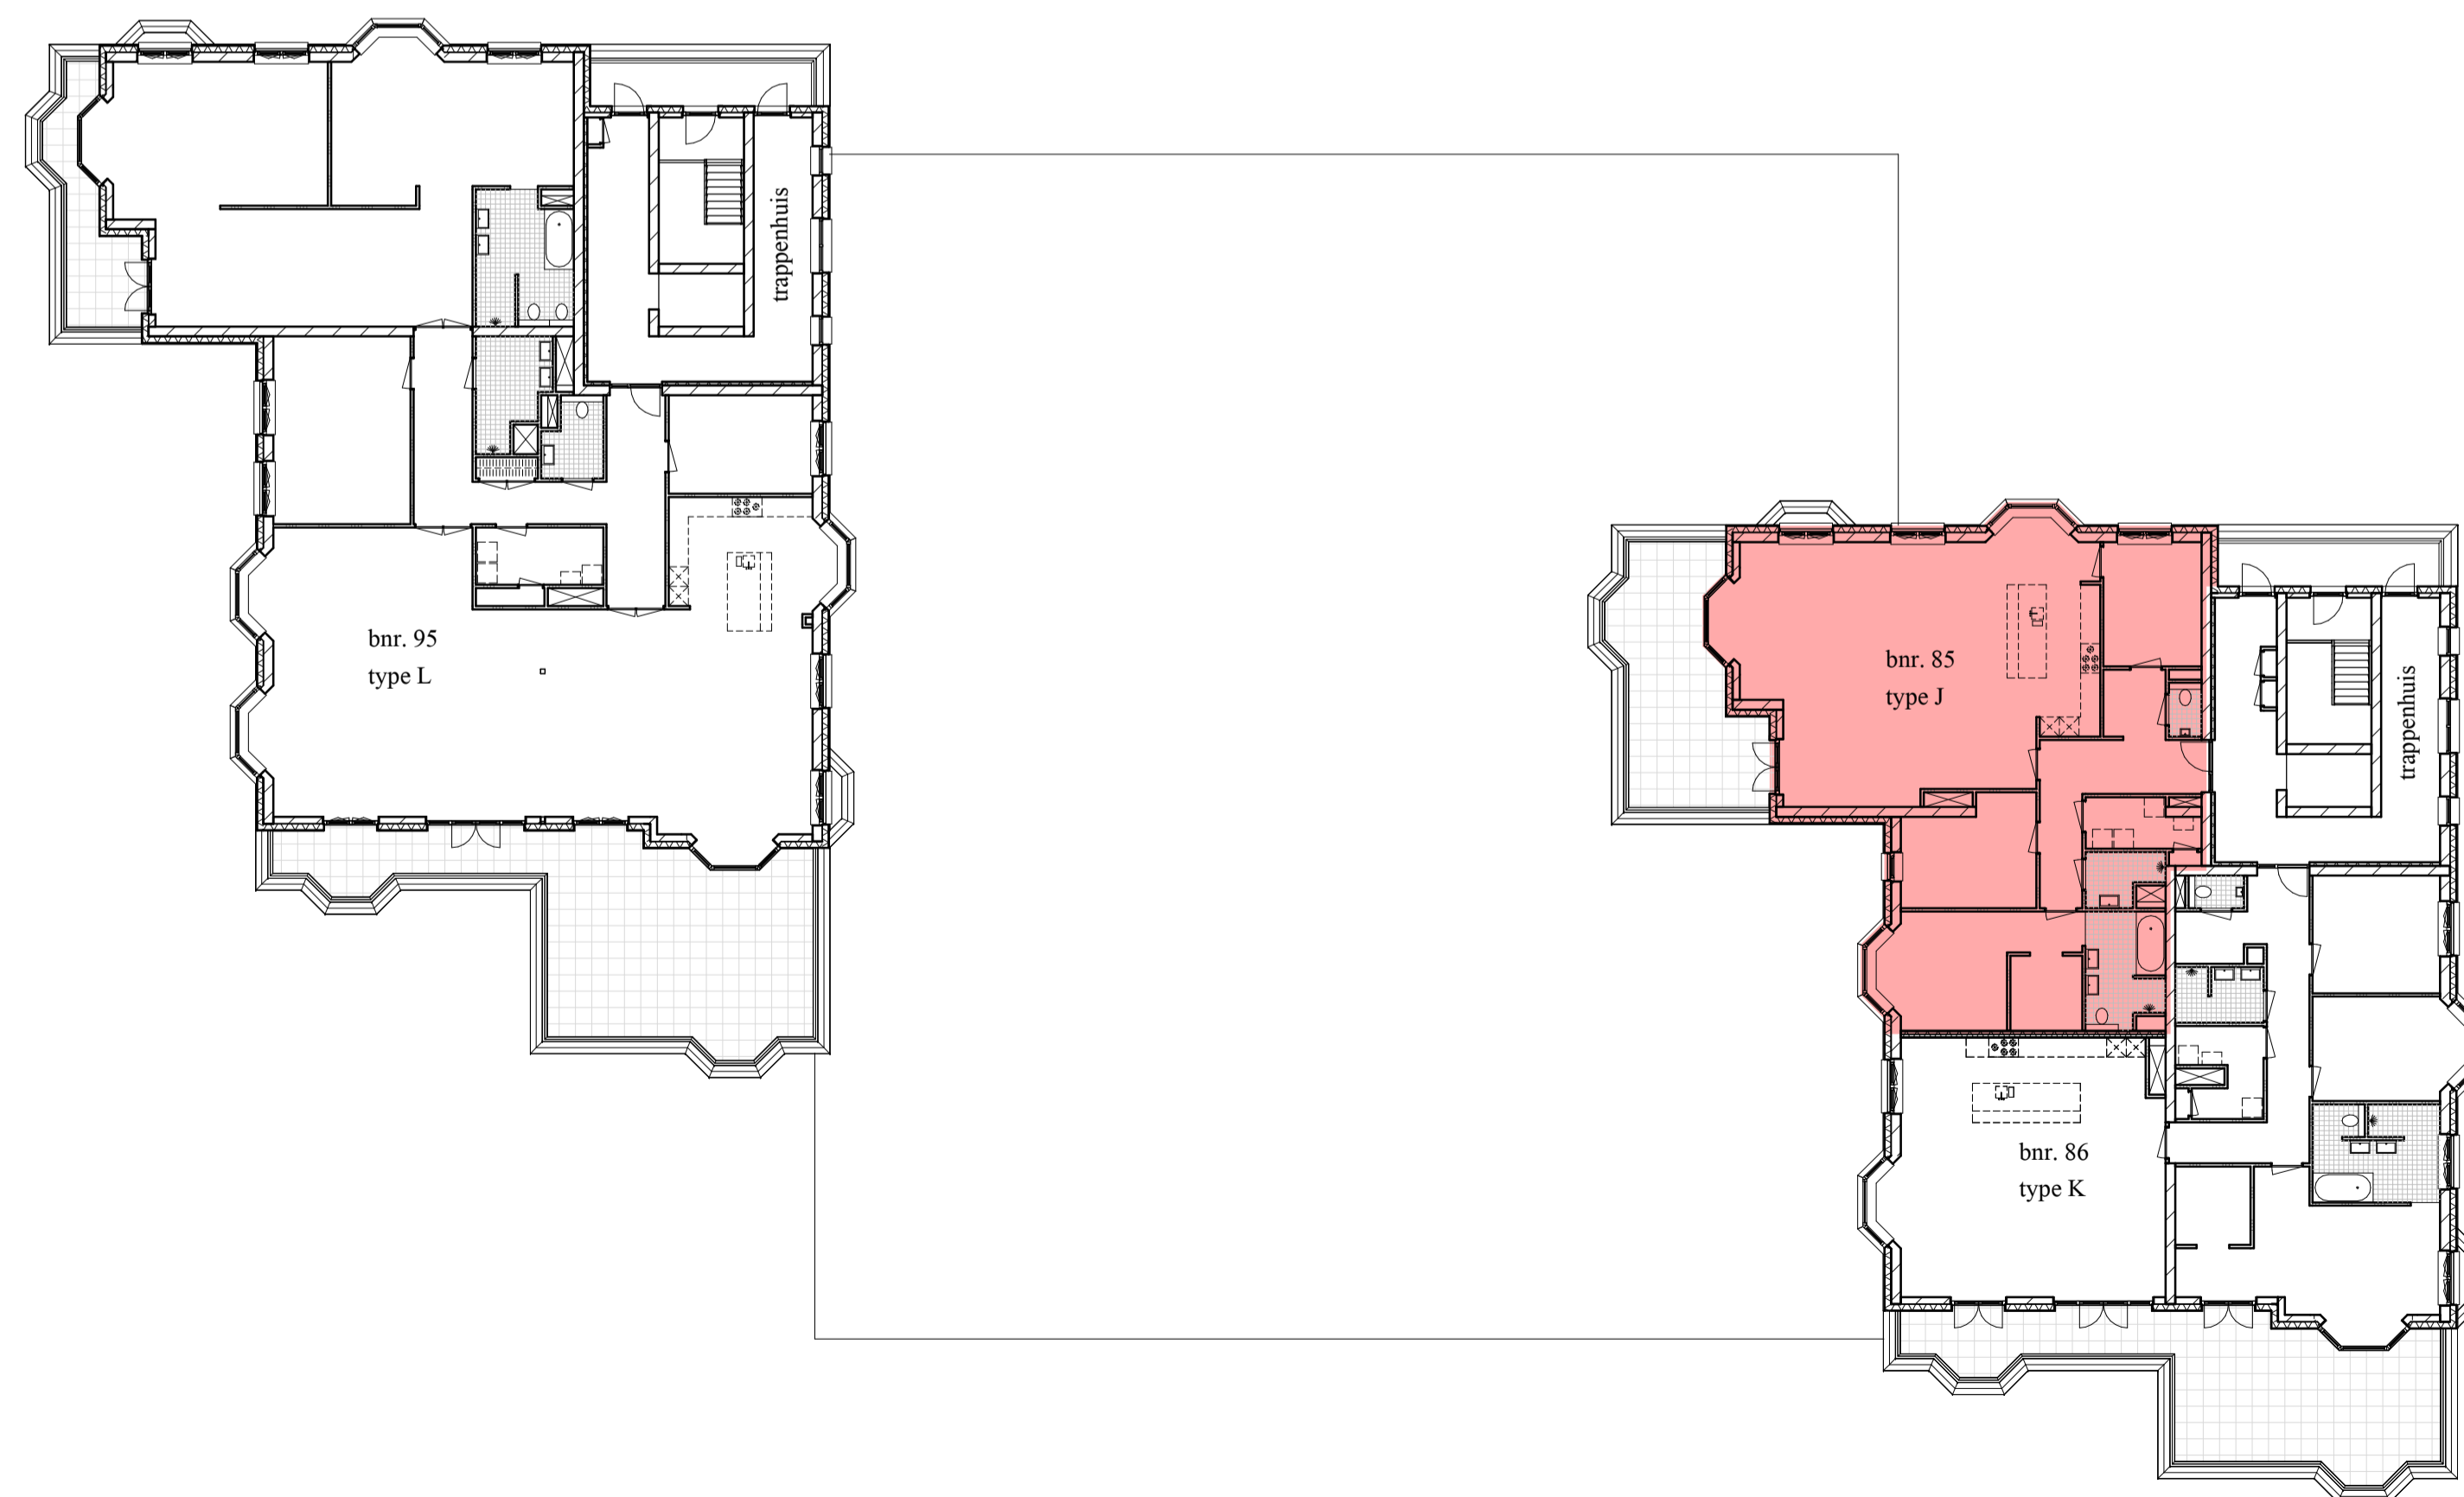 trappenhuis
bnr. 95
type L
bnr. 85
type J
trappenhuis
bnr. 86
type K